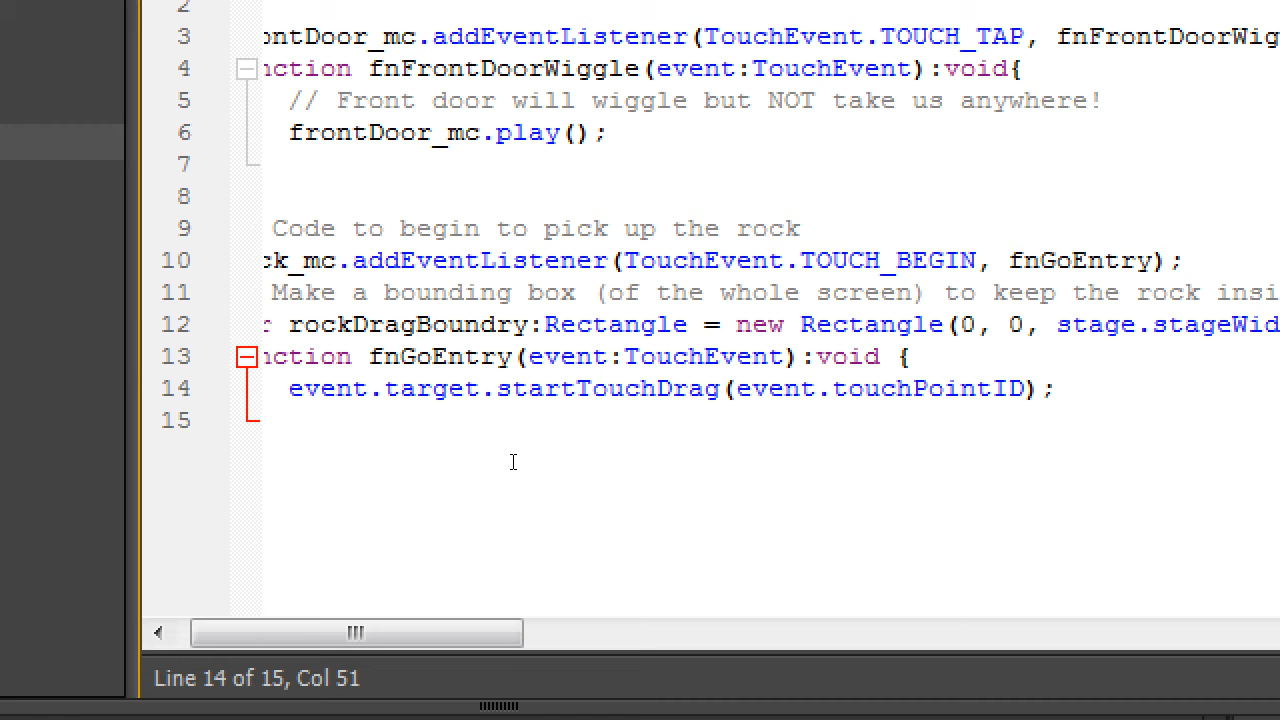 2
3 ontDoor_mc.addEventListener(TouchEvent.TOUCH_TAP, fnFrontDoorWig
4 nction fnFrontDoorWiggle(event:TouchEvent):void{
5 // Front door will wiggle but NOT take us anywhere!
6 frontDoor_mc.play();
7
8
9 Code to begin to pick up the rock
10 ck_mc.addEventListener(TouchEvent.TOUCH_BEGIN, fnGoEntry);
11 Make a bounding box (of the whole screen) to keep the rock insi
12 r rockDragBoundry:Rectangle = new Rectangle(0, 0, stage.stageWid
13 nction fnGoEntry(event:TouchEvent):void {
14 event.target.startTouchDrag(event.touchPointID);
15
Line 14 of 15, Col 51